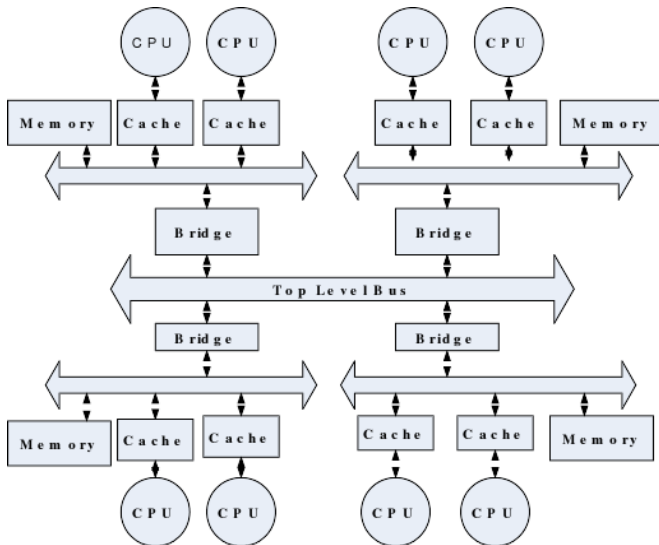 CPU CPU CPU CPU
Memory Cache Cache Cache Cache Memory
Bridge Bridge
Top Level Bus
Bridge Bridge
Memory Cache Cache Cache Cache Memory
CPU CPU CPU CPU